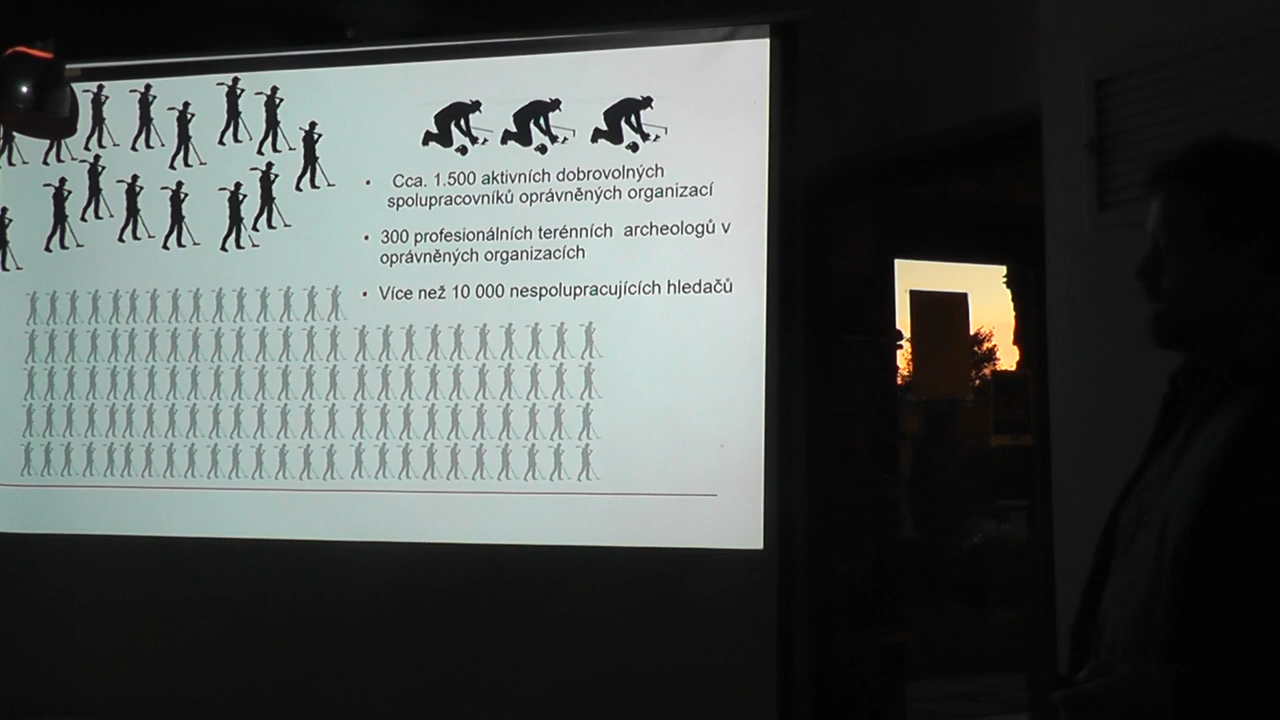 • Cca. 1.500 aktivních dobrovolných
spolupracovníků oprávněných organizací
• 300 profesionálních terénních archeologů v
oprávněných organizacích
• Více než 10 000 nespolupracujících hledačů